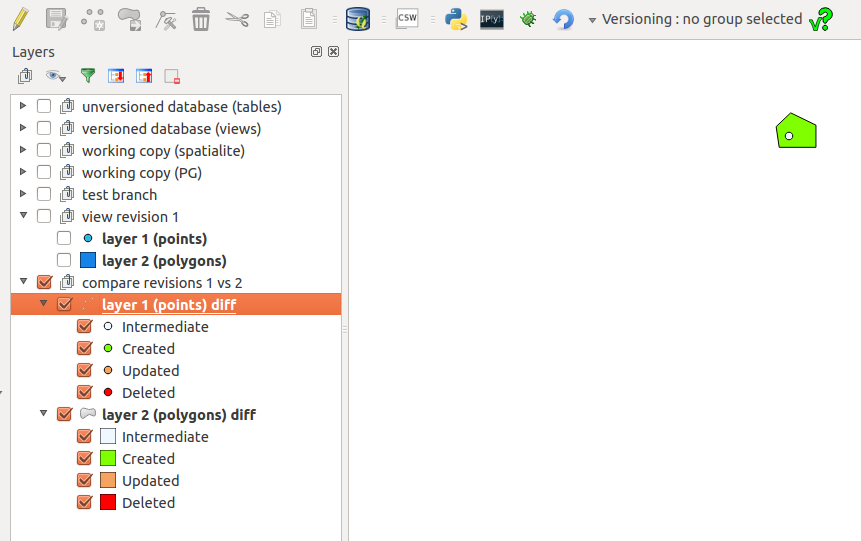 CSW
IP[y]:
Versioning : no group selected
Layers
unversioned database (tables)
versioned database (views)
working copy (spatialite)
working copy (PG)
test branch
view revision 1
layer 1 (points)
layer 2 (polygons)
compare revisions 1 vs 2
layer 1 (points) diff
Intermediate
Created
Updated
Deleted
layer 2 (polygons) diff
Intermediate
Created
Updated
Deleted